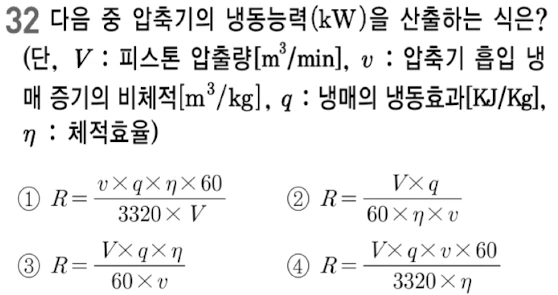 32 다음 중 압축기의 냉동능력(kW)을 산출하는 식은?
(단, V : 피스톤 압출량[m³/min], v : 압축기 흡입 냉
매 증기의 비체적[m³/kg], q : 냉매의 냉동효과[KJ/Kg],
η : 체적효율)
① R = (v×q×η×60)/(3320×V) ② R = (V×q)/(60×η×v)
③ R = (V×q×η)/(60×v) ④ R = (V×q×v×60)/(3320×η)